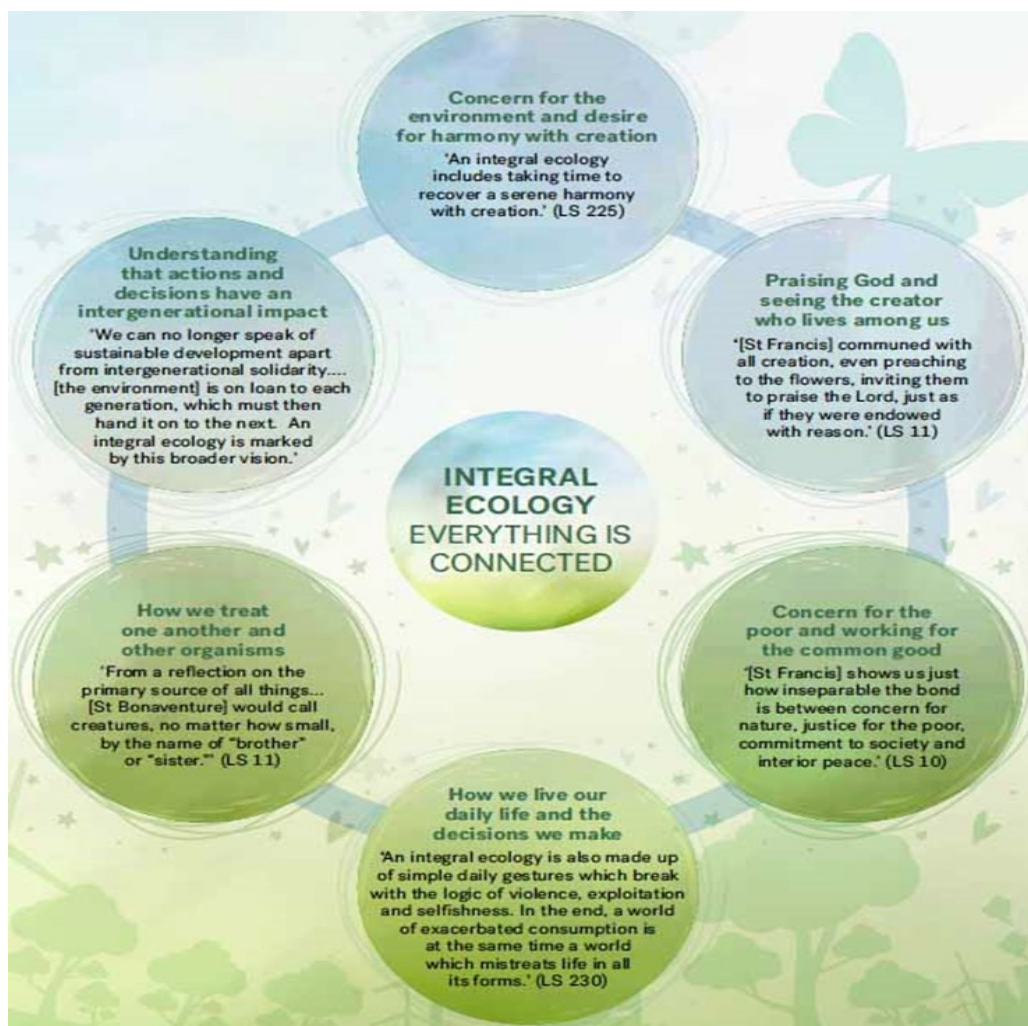 Concern for the
environment and desire
for harmony with creation
'An integral ecology
includes taking time to
recover a serene harmony
with creation.' (LS 225)
Praising God and
seeing the creator
who lives among us
'[St Francis] communed with
all creation, even preaching
to the flowers, inviting them
to praise the Lord, just as
if they were endowed
with reason.' (LS 11)
Concern for the
poor and working for
the common good
'[St Francis] shows us just
how inseparable the bond
is between concern for
nature, justice for the poor,
commitment to society and
interior peace.' (LS 10)
How we live our
daily life and the
decisions we make
'An integral ecology is also made up
of simple daily gestures which break
with the logic of violence, exploitation
and selfishness. In the end, a world
of exacerbated consumption is
at the same time a world
which mistreats life in all
its forms.' (LS 230)
How we treat
one another and
other organisms
'From a reflection on the
primary source of all things...
[St Bonaventure] would call
creatures, no matter how small,
by the name of "brother"
or "sister."' (LS 11)
Understanding
that actions and
decisions have an
intergenerational impact
'We can no longer speak of
sustainable development apart
from intergenerational solidarity....
[the environment] is on loan to each
generation, which must then
hand it on to the next. An
integral ecology is marked
by this broader vision.'
INTEGRAL
ECOLOGY
EVERYTHING IS
CONNECTED